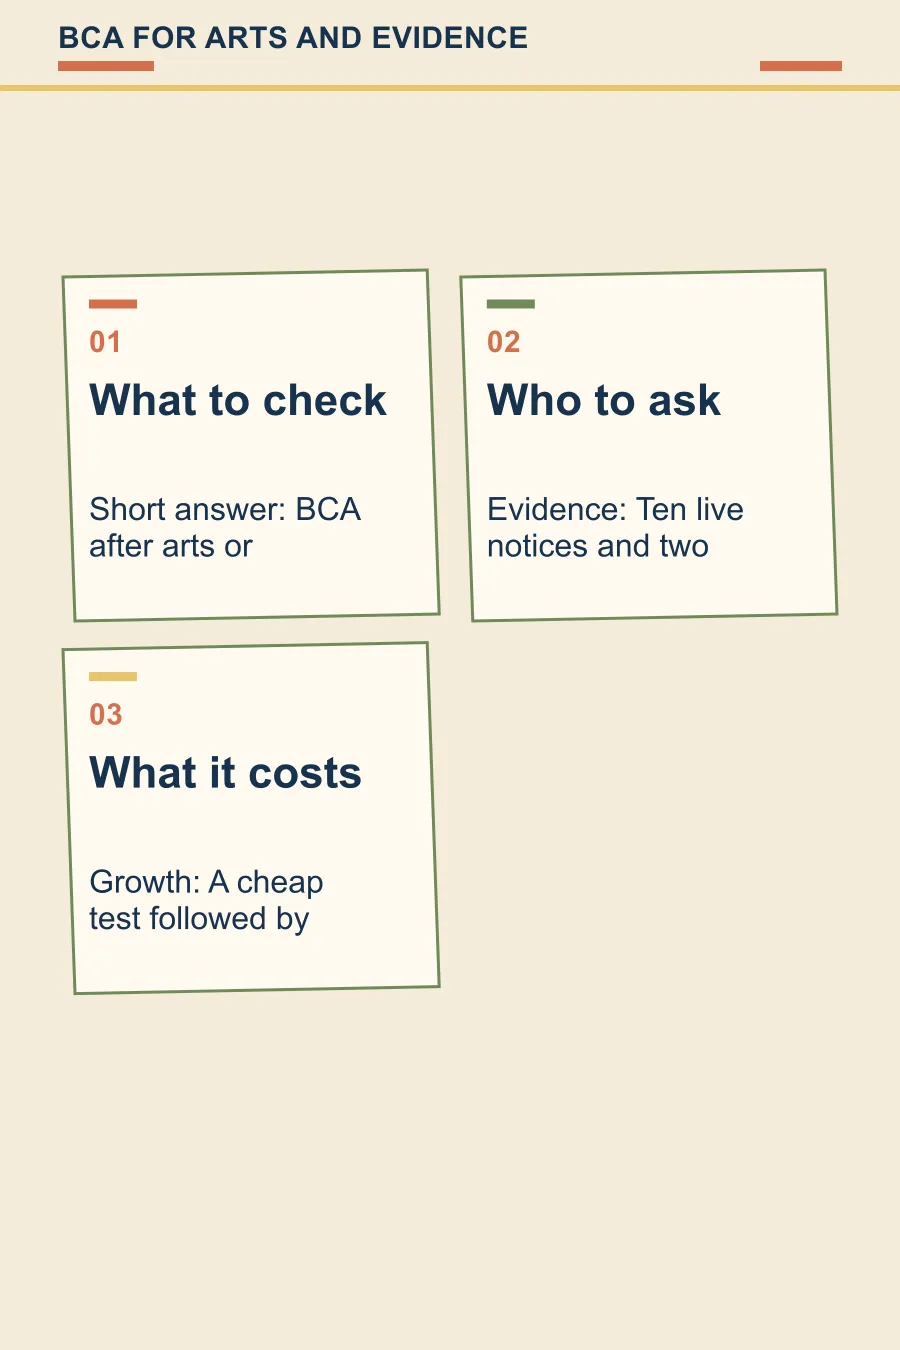 BCA FOR ARTS AND EVIDENCE
01
What to check
Short answer: BCA
after arts or
02
Who to ask
Evidence: Ten live
notices and two
03
What it costs
Growth: A cheap
test followed by